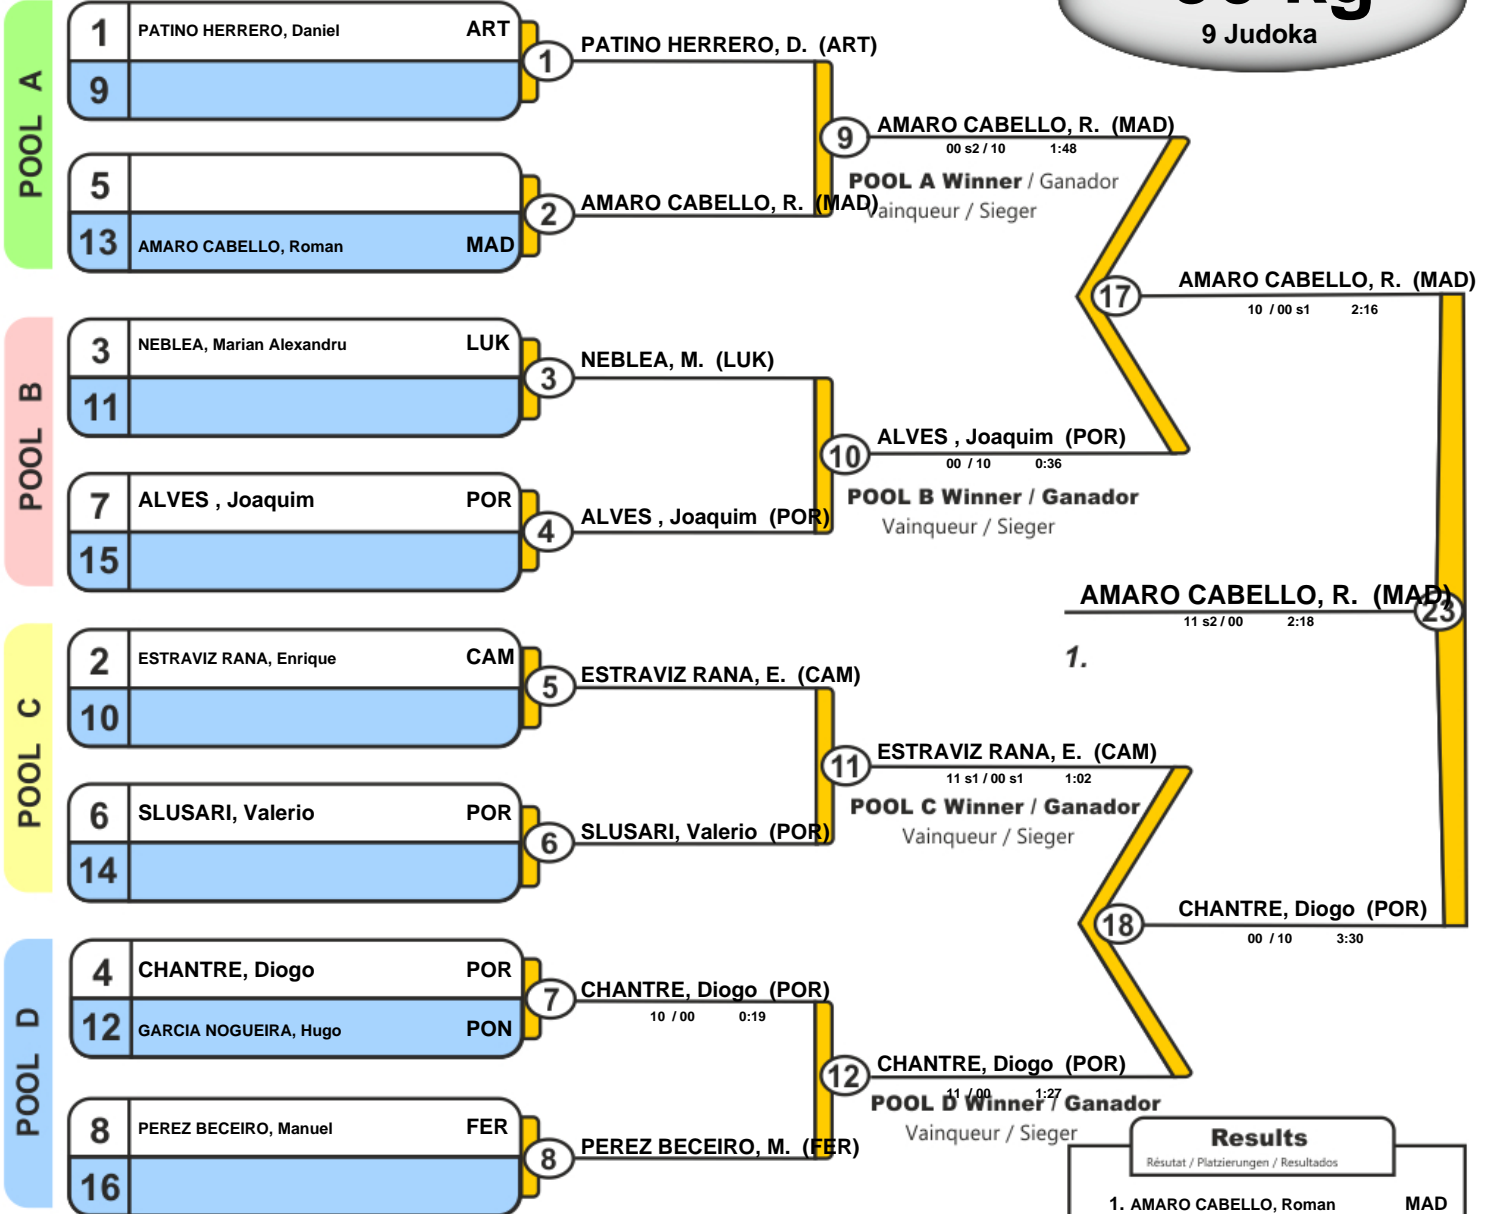 9 Judoka
POOL A
1 PATINO HERRERO, Daniel ART
9
1
PATINO HERRERO, D. (ART)
5
13 AMARO CABELLO, Roman MAD
2
AMARO CABELLO, R. (MAD)
9
AMARO CABELLO, R. (MAD)
00 s2 / 10 1:48
POOL A Winner / Ganador
Vainqueur / Sieger
POOL B
3 NEBLEA, Marian Alexandru LUK
11
3
NEBLEA, M. (LUK)
7 ALVES , Joaquim POR
15
4
ALVES , Joaquim (POR)
10
ALVES , Joaquim (POR)
00 / 10 0:36
POOL B Winner / Ganador
Vainqueur / Sieger
17
AMARO CABELLO, R. (MAD)
10 / 00 s1 2:16
AMARO CABELLO, R. (MAD)
23
11 s2 / 00 2:18
1.
POOL C
2 ESTRAVIZ RANA, Enrique CAM
10
5
ESTRAVIZ RANA, E. (CAM)
6 SLUSARI, Valerio POR
14
6
SLUSARI, Valerio (POR)
11
ESTRAVIZ RANA, E. (CAM)
11 s1 / 00 s1 1:02
POOL C Winner / Ganador
Vainqueur / Sieger
18
CHANTRE, Diogo (POR)
00 / 10 3:30
POOL D
4 CHANTRE, Diogo POR
12 GARCIA NOGUEIRA, Hugo PON
7
CHANTRE, Diogo (POR)
10 / 00 0:19
8 PEREZ BECEIRO, Manuel FER
16
8
PEREZ BECEIRO, M. (FER)
12
CHANTRE, Diogo (POR)
11 / 00 1:27
POOL D Winner / Ganador
Vainqueur / Sieger
Results
Résutat / Platzierungen / Resultados
1. AMARO CABELLO, Roman MAD